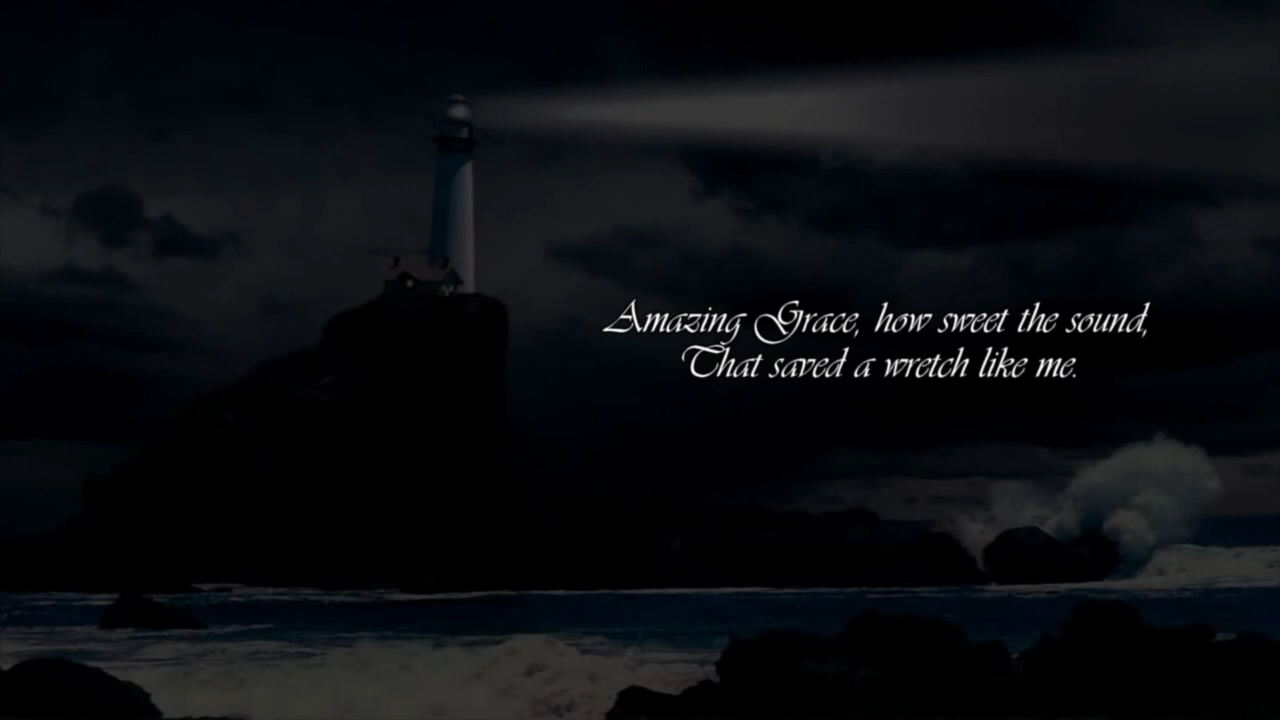 Amazing Grace, how sweet the sound,
That saved a wretch like me.